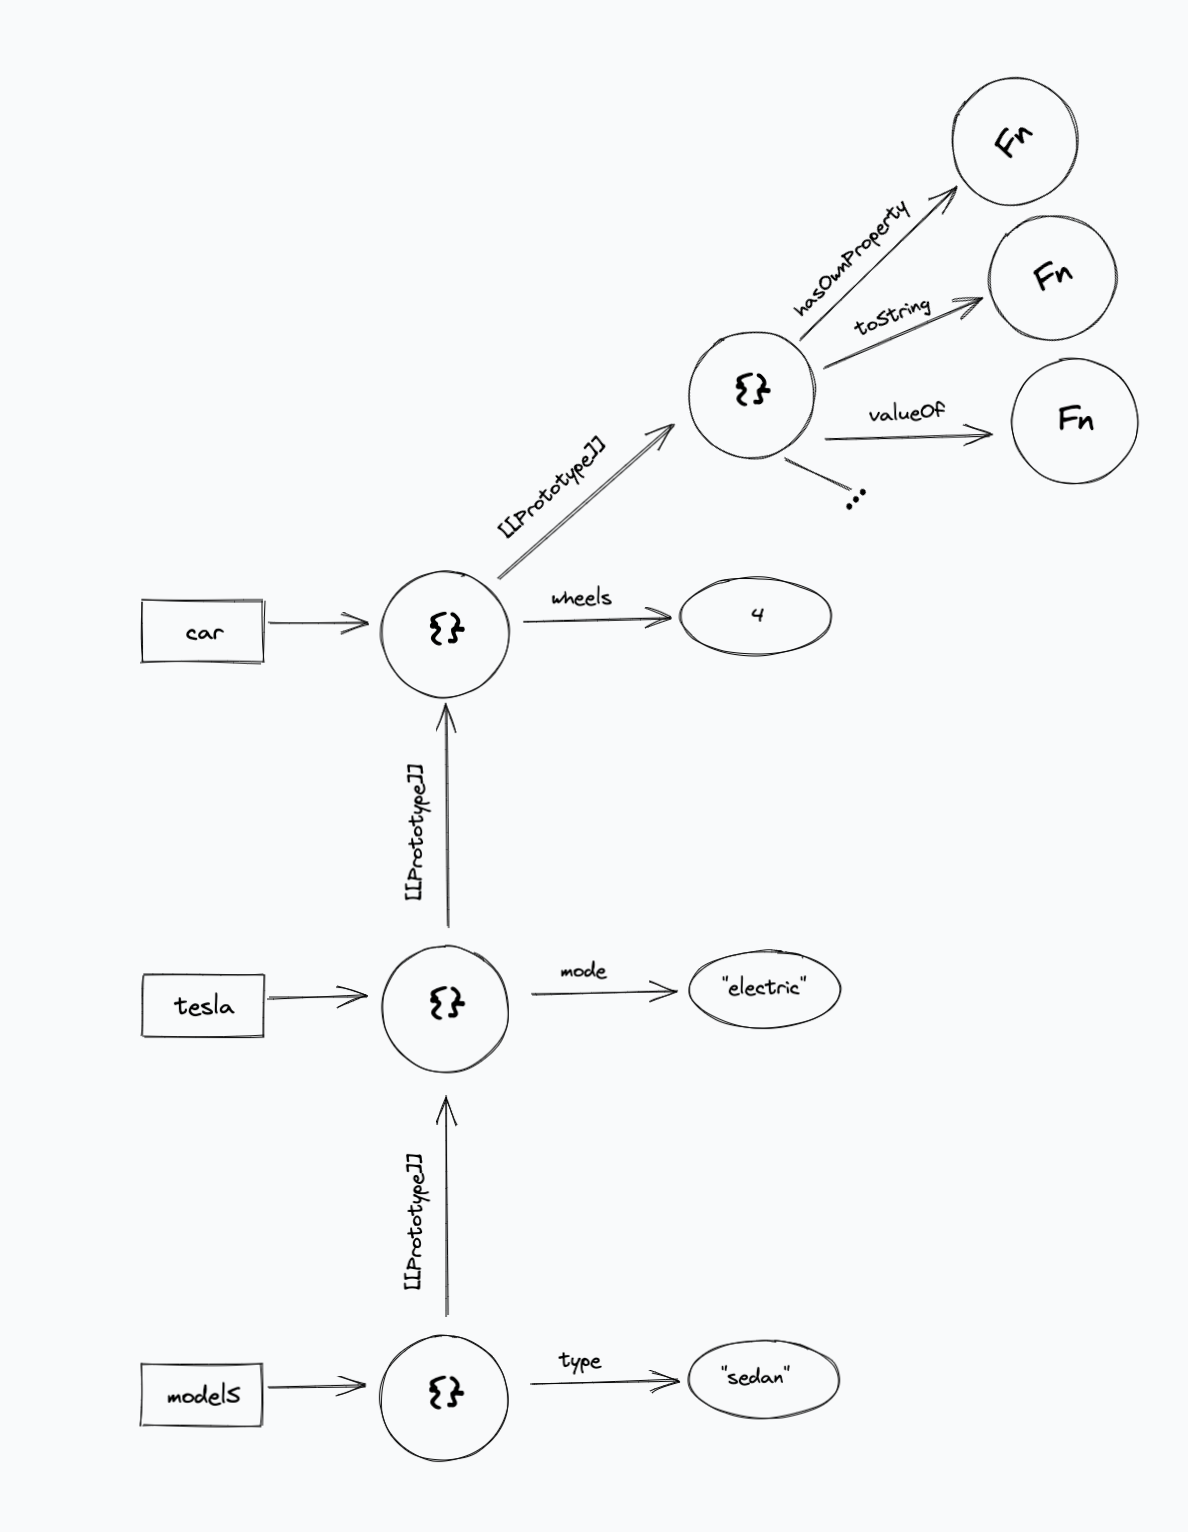 Fn
hasOwnProperty
toString
Fn
{}
valueOf
Fn
[[Prototype]]
...
car
{}
wheels
4
[[Prototype]]
tesla
{}
mode
"electric"
[[Prototype]]
modelS
{}
type
"sedan"